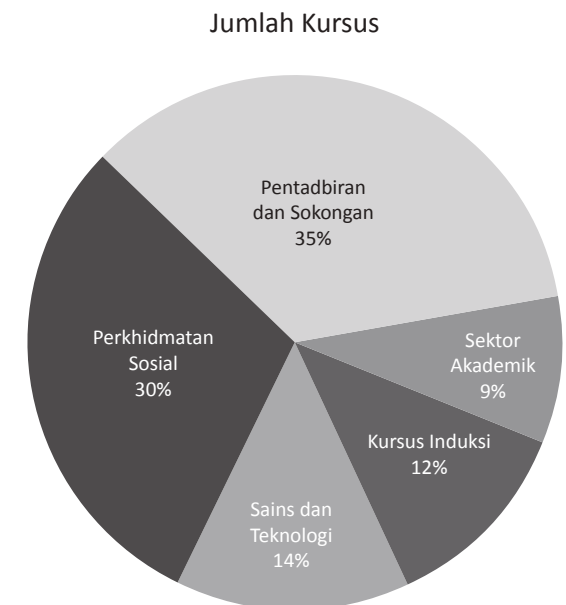 Jumlah Kursus
Pentadbiran
dan Sokongan
35%
Perkhidmatan
Sosial
30%
Sektor
Akademik
9%
Kursus Induksi
12%
Sains dan
Teknologi
14%